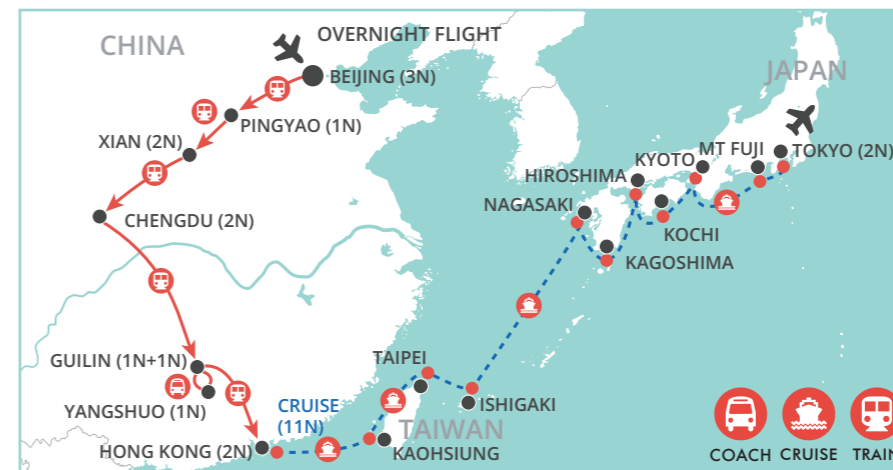 CHINA
OVERNIGHT FLIGHT
BEIJING (3N)
JAPAN
PINGYAO (1N)
XIAN (2N)
MT FUJI
TOKYO (2N)
KYOTO
HIROSHIMA
NAGASAKI
CHENGDU (2N)
KOCHI
KAGOSHIMA
GUILIN (1N+1N)
TAIPEI
YANGSHUO (1N)
CRUISE
(11N)
ISHIGAKI
TAIWAN
HONG KONG (2N)
KAOHSIUNG
COACH CRUISE TRAIN